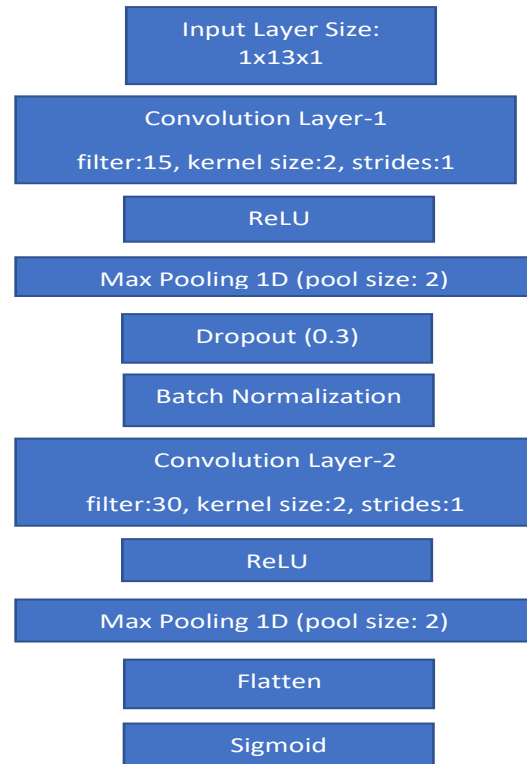 Input Layer Size:
1x13x1
Convolution Layer-1
filter:15, kernel size:2, strides:1
ReLU
Max Pooling 1D (pool size: 2)
Dropout (0.3)
Batch Normalization
Convolution Layer-2
filter:30, kernel size:2, strides:1
ReLU
Max Pooling 1D (pool size: 2)
Flatten
Sigmoid